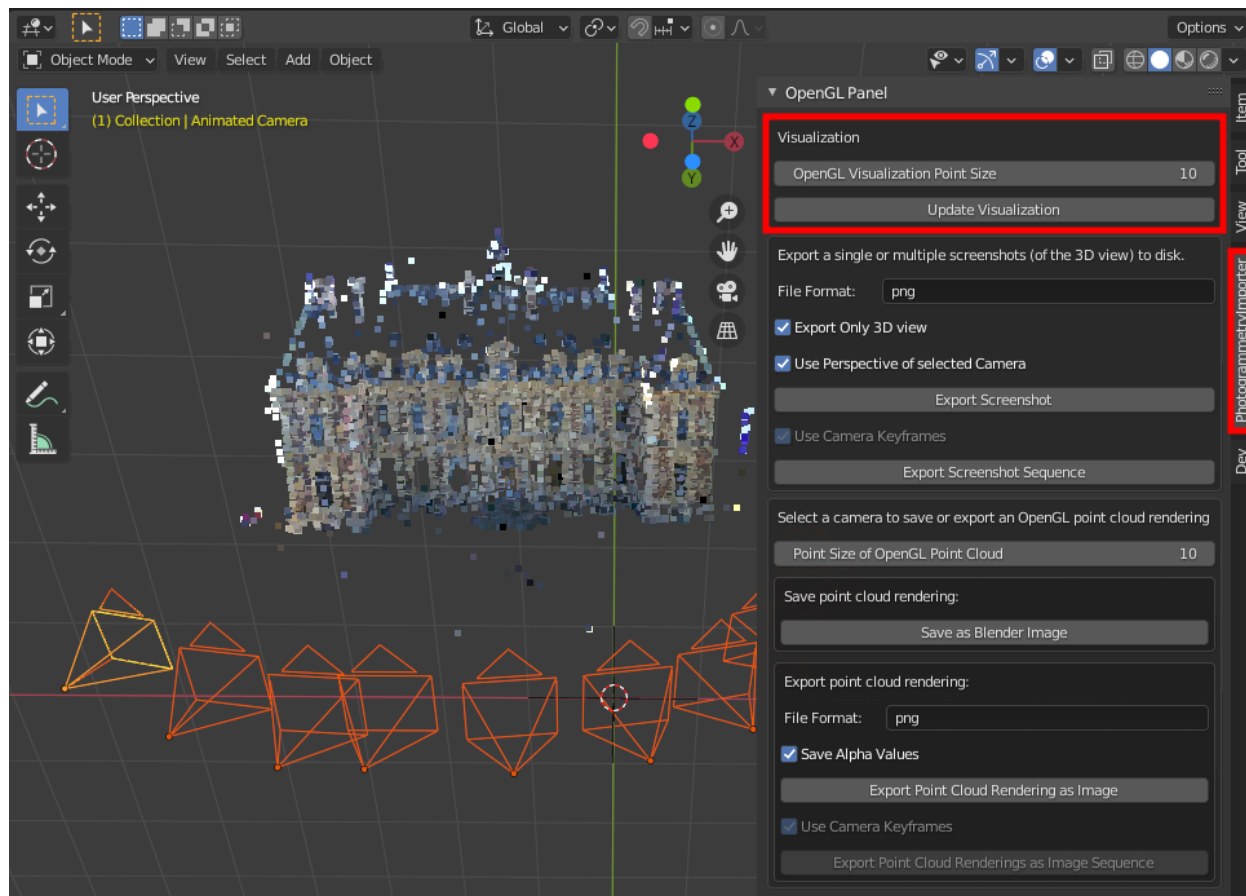 Global
Options
Object Mode
View
Select
Add
Object
User Perspective
(1) Collection | Animated Camera
Z
X
Y
OpenGL Panel
Visualization
OpenGL Visualization Point Size 10
Update Visualization
Export a single or multiple screenshots (of the 3D view) to disk.
File Format: png
Export Only 3D view
Use Perspective of selected Camera
Export Screenshot
Use Camera Keyframes
Export Screenshot Sequence
Select a camera to save or export an OpenGL point cloud rendering
Point Size of OpenGL Point Cloud 10
Save point cloud rendering:
Save as Blender Image
Export point cloud rendering:
File Format: png
Save Alpha Values
Export Point Cloud Rendering as Image
Use Camera Keyframes
Export Point Cloud Renderings as Image Sequence
Item
Tool
View
PhotogrammetryImporter
Dev